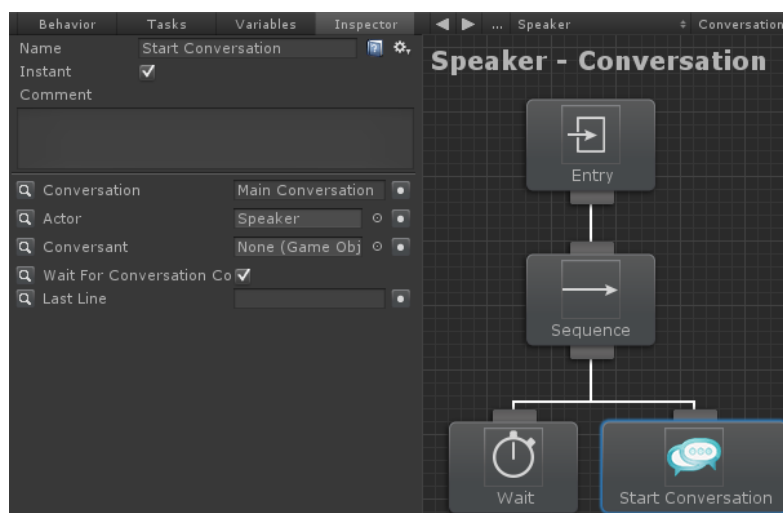 Behavior Tasks Variables Inspector ... Speaker Conversation
Name Start Conversation
Instant
Comment
Conversation Main Conversation
Actor Speaker
Conversant None (Game Obj
Wait For Conversation Co
Last Line
Speaker - Conversation
Entry
Sequence
Wait Start Conversation